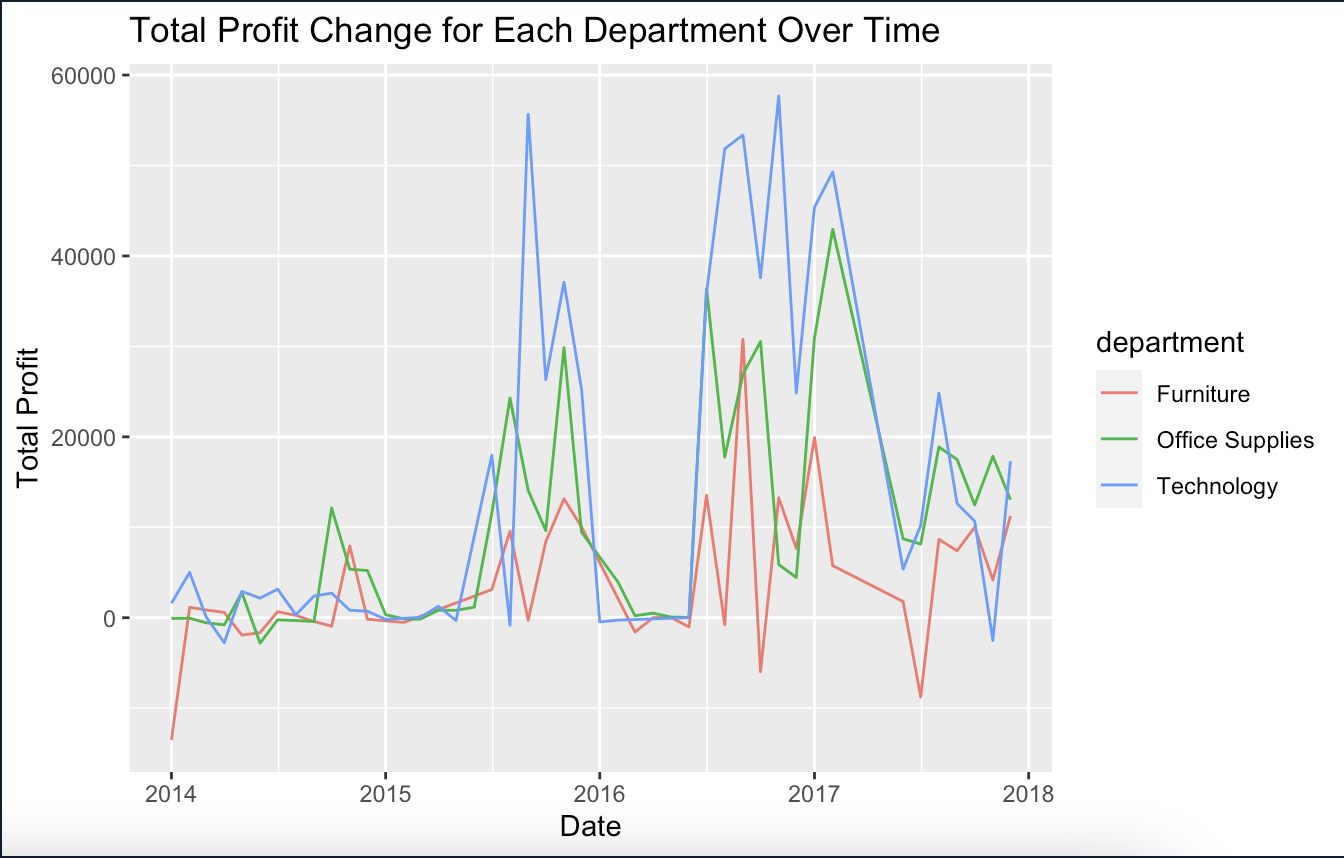 Total Profit Change for Each Department Over Time
60000
40000
20000
0
Total Profit
2014 2015 2016 2017 2018
Date
department
Furniture
Office Supplies
Technology